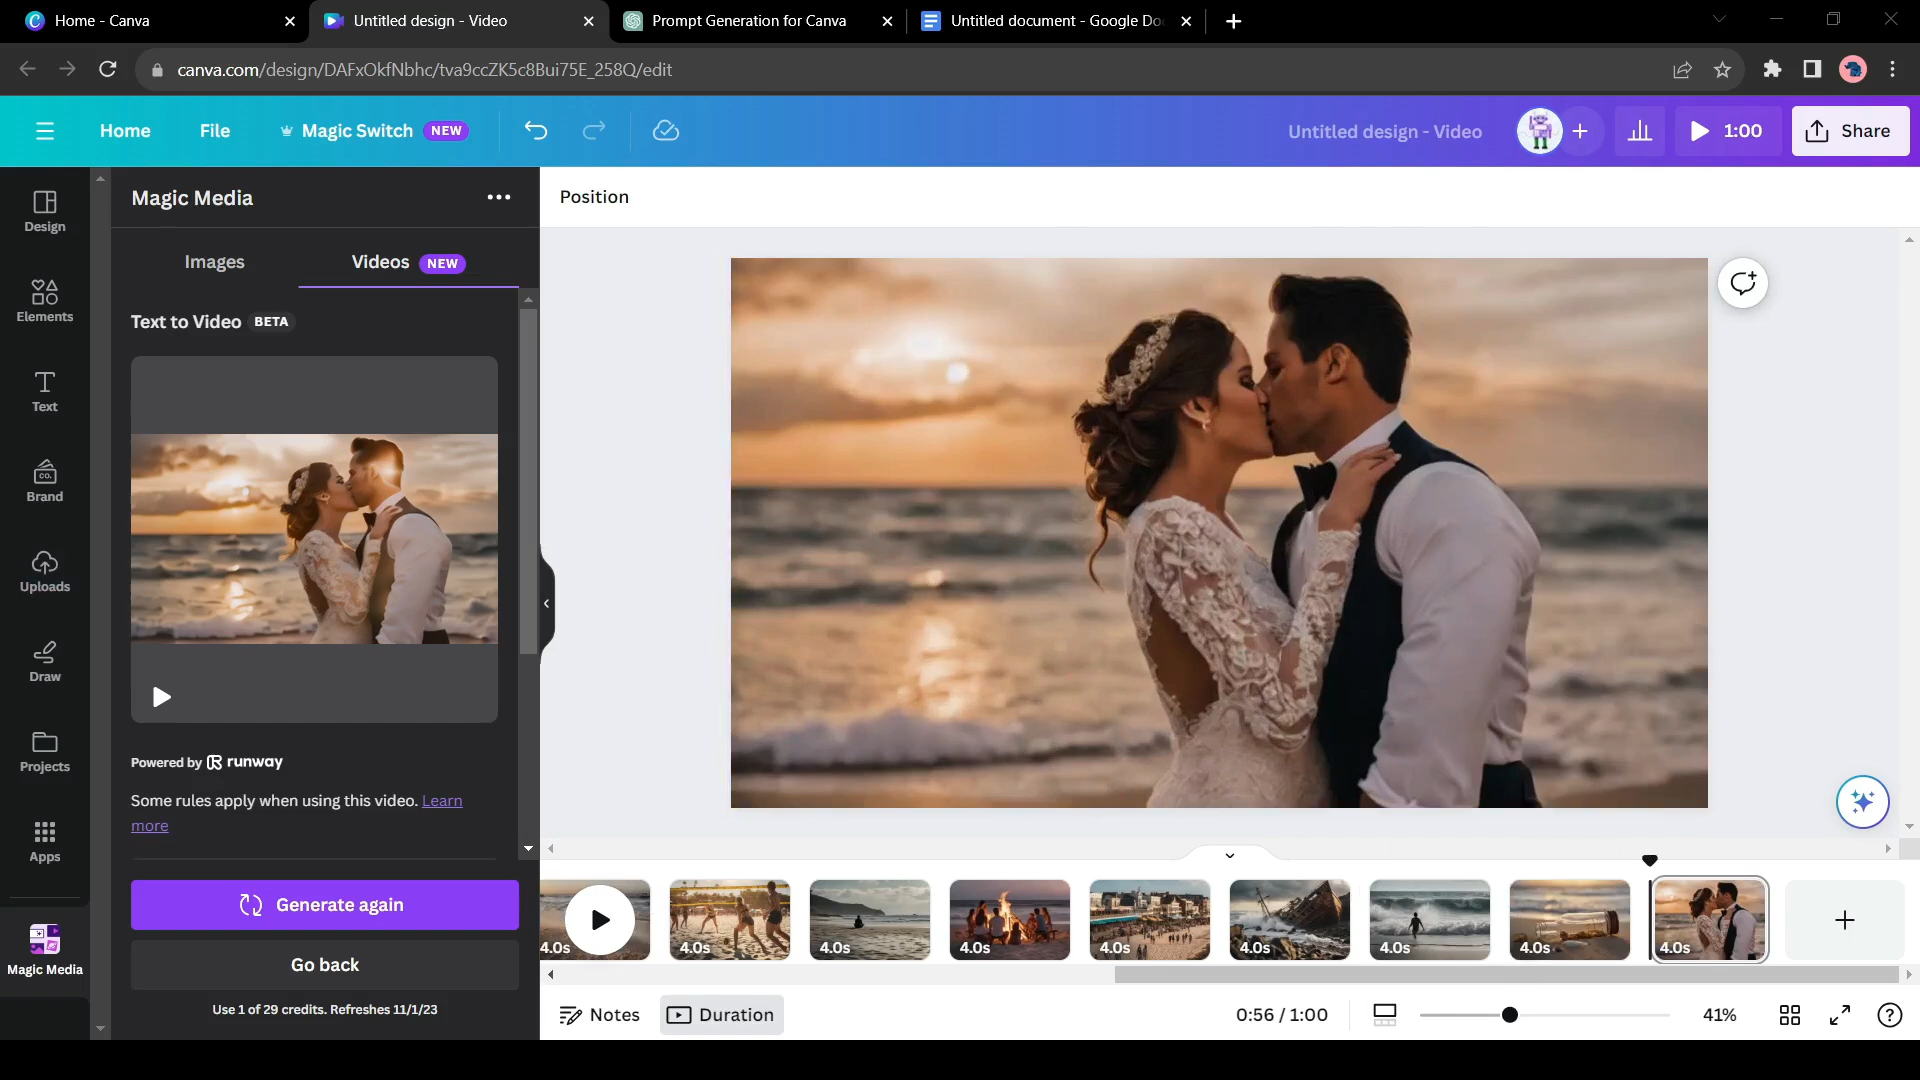 Home - Canva
Untitled design - Video
Prompt Generation for Canva
Untitled document - Google Do
canva.com/design/DAFxOkfNbhc/tva9ccZK5c8Bui75E_258Q/edit
Home
File
Magic Switch NEW
Untitled design - Video
1:00
Share
Design
Elements
Text
Brand
Uploads
Draw
Projects
Apps
Magic Media
Magic Media
Images
Videos NEW
Text to Video BETA
Powered by runway
Some rules apply when using this video. Learn
more
Generate again
Go back
Use 1 of 29 credits. Refreshes 11/1/23
Position
4.0s
4.0s
4.0s
4.0s
4.0s
4.0s
4.0s
4.0s
4.0s
Notes
Duration
0:56 / 1:00
41%